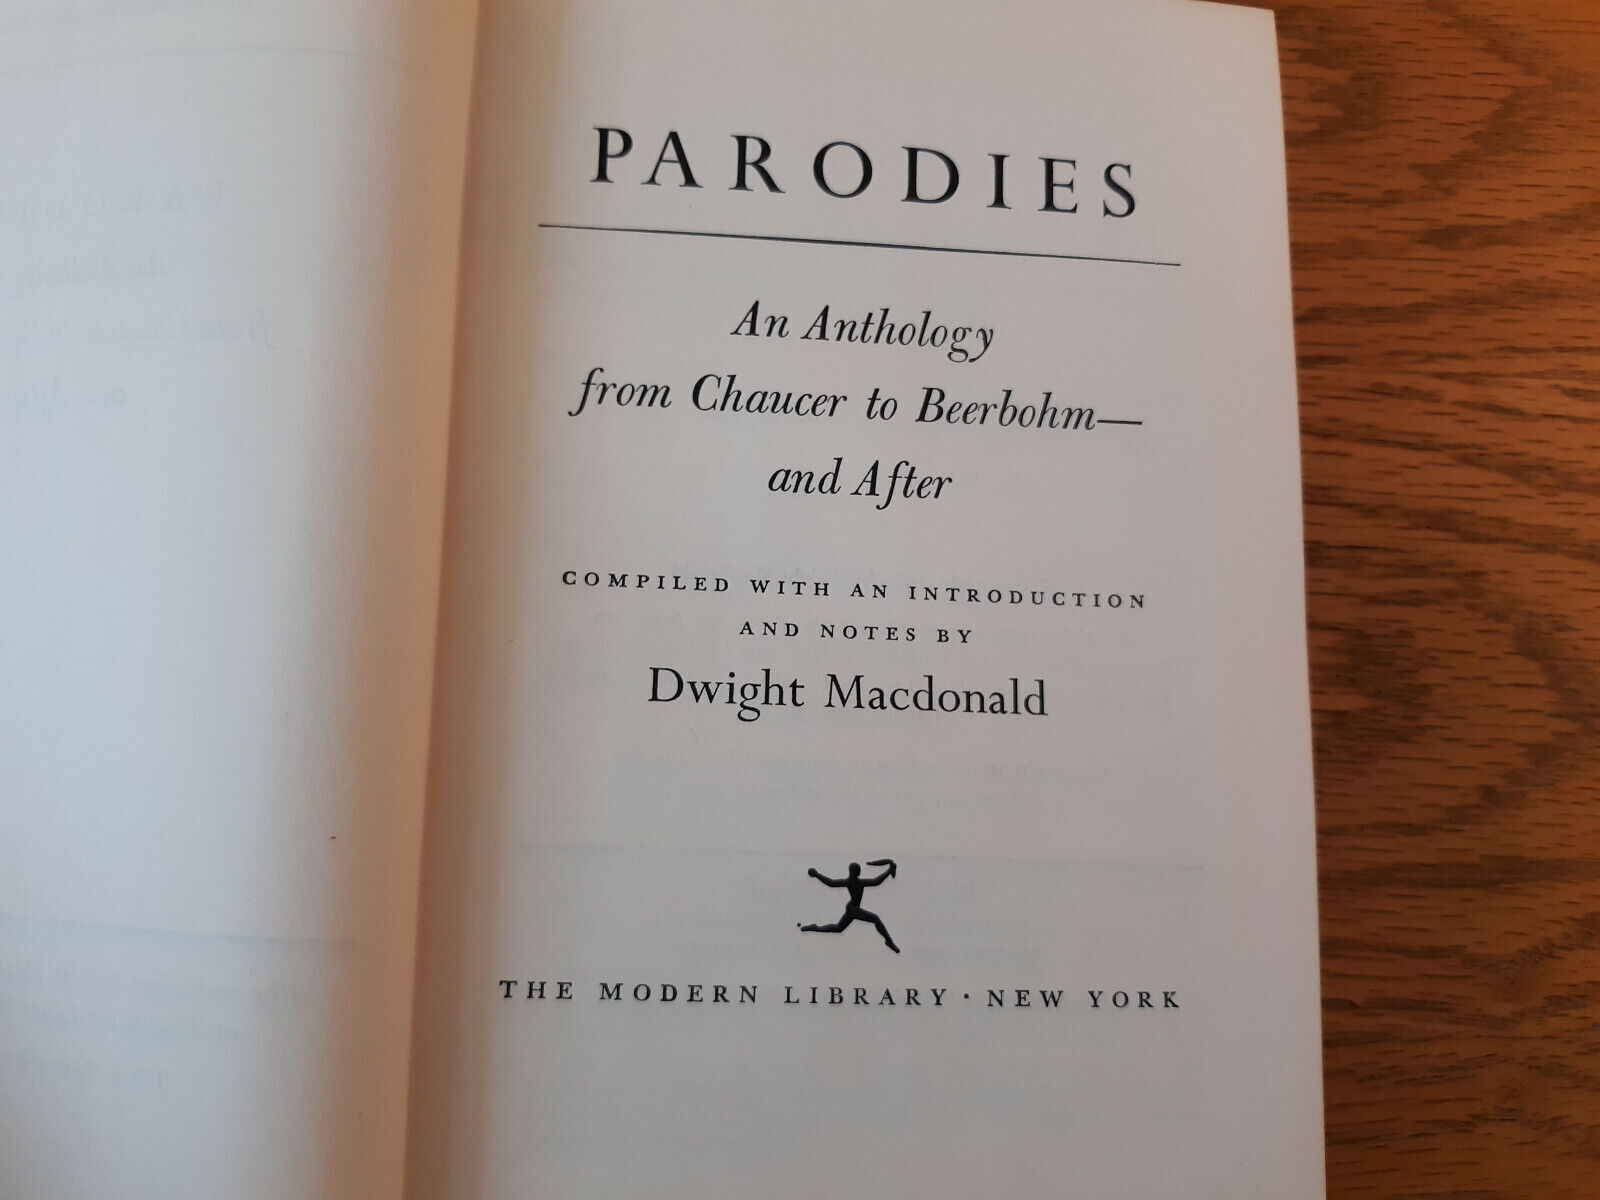 PARODIES
An Anthology
from Chaucer to Beerbohm—
and After
COMPILED WITH AN INTRODUCTION
AND NOTES BY
Dwight Macdonald
THE MODERN LIBRARY · NEW YORK